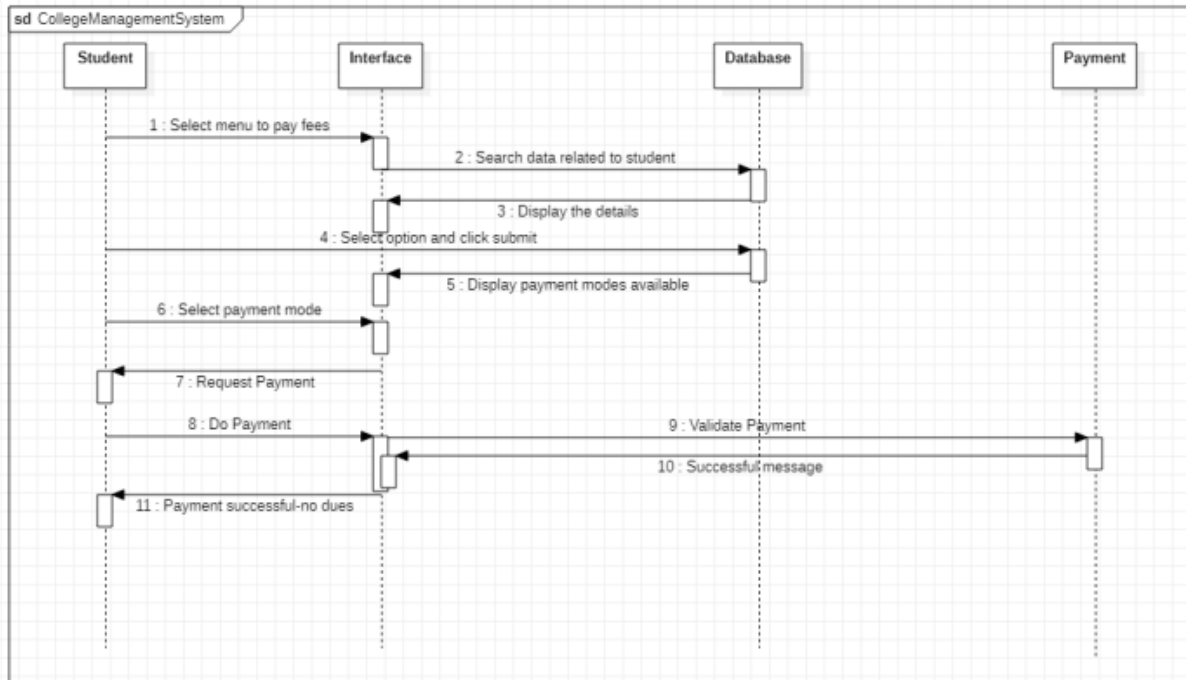 sd CollegeManagementSystem
Student
Interface
Database
Payment
1 : Select menu to pay fees
2 : Search data related to student
3 : Display the details
4 : Select option and click submit
5 : Display payment modes available
6 : Select payment mode
7 : Request Payment
8 : Do Payment
9 : Validate Payment
10 : Successful message
11 : Payment successful-no dues